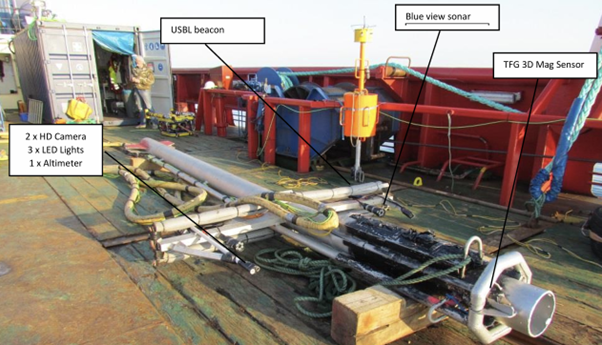 USBL beacon
Blue view sonar
TFG 3D Mag Sensor
2 x HD Camera
3 x LED Lights
1 x Altimeter